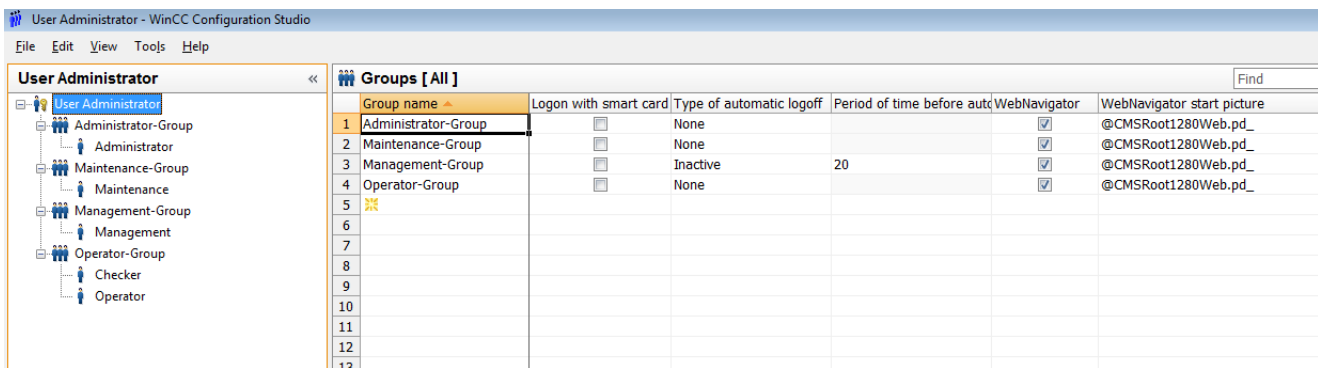 User Administrator - WinCC Configuration Studio
File Edit View Tools Help
User Administrator «
Groups [ All ]
Find
Group name Logon with smart card Type of automatic logoff Period of time before auto WebNavigator WebNavigator start picture
1 Administrator-Group None @CMSRoot1280Web.pd_
2 Maintenance-Group None @CMSRoot1280Web.pd_
3 Management-Group Inactive 20 @CMSRoot1280Web.pd_
4 Operator-Group None @CMSRoot1280Web.pd_
5
6
7
8
9
10
11
12
13
User Administrator
Administrator-Group
Administrator
Maintenance-Group
Maintenance
Management-Group
Management
Operator-Group
Checker
Operator